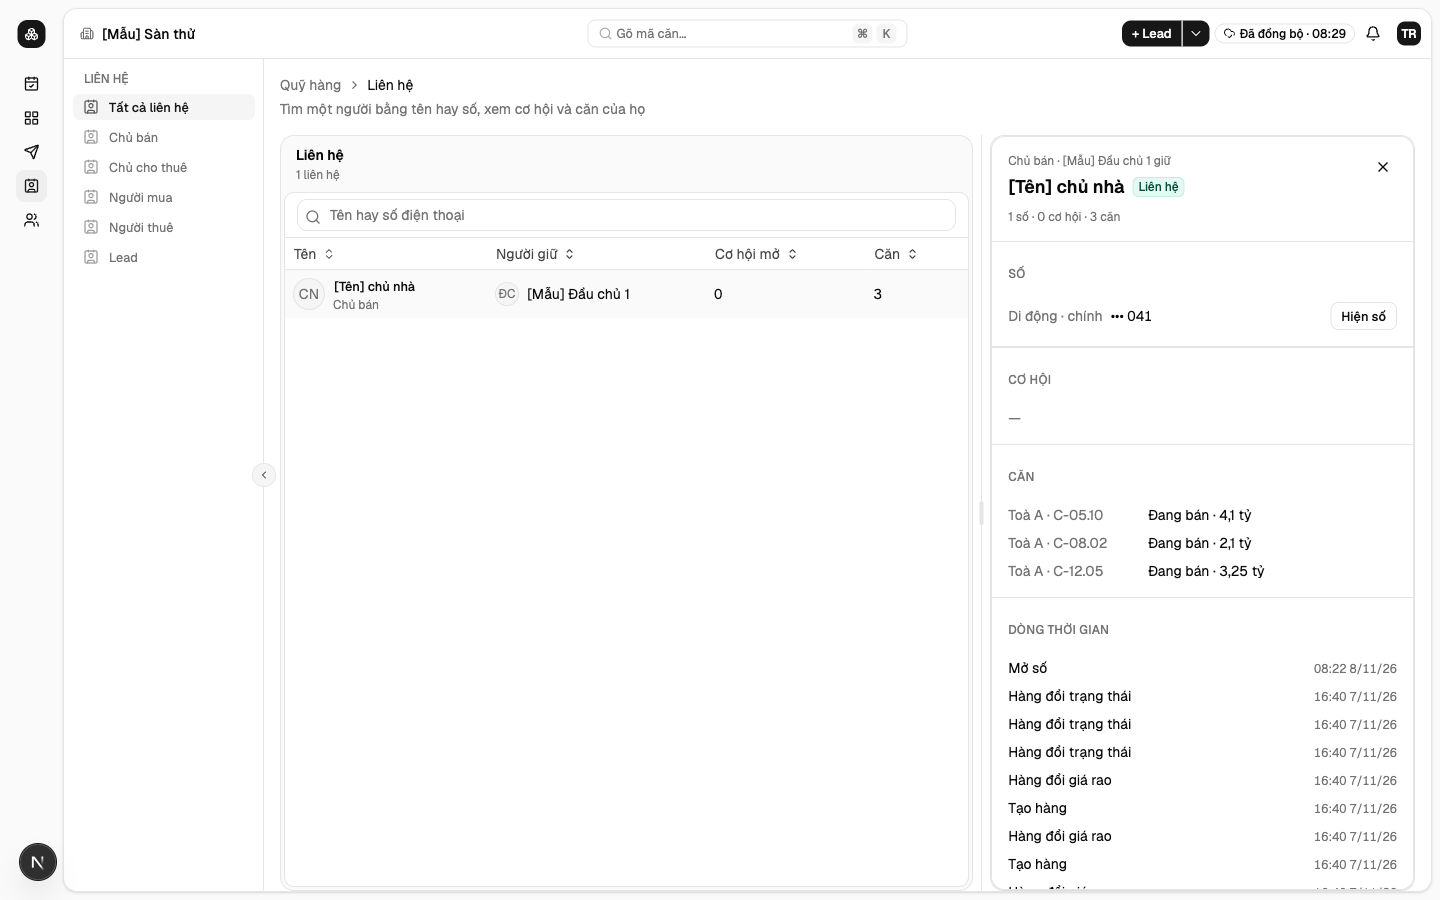 [Mẫu] Sàn thử
Gõ mã căn…
⌘ K
+ Lead
Đã đồng bộ · 08:29
TR
LIÊN HỆ
Tất cả liên hệ
Chủ bán
Chủ cho thuê
Người mua
Người thuê
Lead
N
Quỹ hàng > Liên hệ
Tìm một người bằng tên hay số, xem cơ hội và căn của họ
Liên hệ
1 liên hệ
Tên hay số điện thoại
Tên Người giữ Cơ hội mở Căn
CN [Tên] chủ nhà ĐC [Mẫu] Đầu chủ 1 0 3
Chủ bán
Chủ bán · [Mẫu] Đầu chủ 1 giữ
[Tên] chủ nhà Liên hệ
1 số · 0 cơ hội · 3 căn
SỐ
Di động · chính ••• 041 Hiện số
CƠ HỘI
—
CĂN
Toà A · C-05.10 Đang bán · 4,1 tỷ
Toà A · C-08.02 Đang bán · 2,1 tỷ
Toà A · C-12.05 Đang bán · 3,25 tỷ
DÒNG THỜI GIAN
Mở số 08:22 8/11/26
Hàng đổi trạng thái 16:40 7/11/26
Hàng đổi trạng thái 16:40 7/11/26
Hàng đổi trạng thái 16:40 7/11/26
Hàng đổi giá rao 16:40 7/11/26
Tạo hàng 16:40 7/11/26
Hàng đổi giá rao 16:40 7/11/26
Tạo hàng 16:40 7/11/26